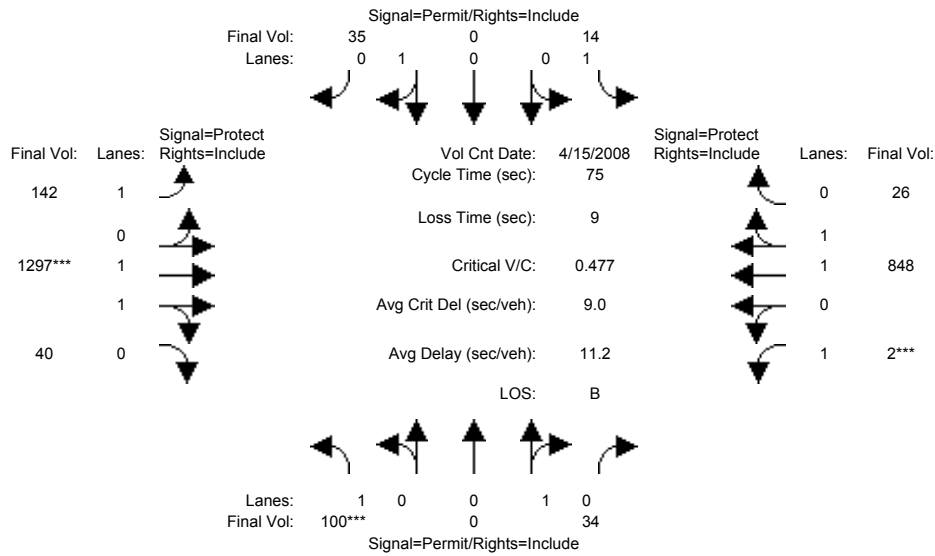 Signal=Permit/Rights=Include
Final Vol: 35 0 14
Lanes: 0 1 0 0 1
Signal=Protect
Final Vol: Lanes: Rights=Include
Vol Cnt Date: 4/15/2008
Signal=Protect
Rights=Include Lanes: Final Vol:
Cycle Time (sec): 75
142 1
0 26
Loss Time (sec): 9
0
1
1297*** 1
Critical V/C: 0.477
1 848
1
Avg Crit Del (sec/veh): 9.0
0
40 0
Avg Delay (sec/veh): 11.2
1 2***
LOS: B
Lanes: 1 0 0 1 0
Final Vol: 100*** 0 34
Signal=Permit/Rights=Include